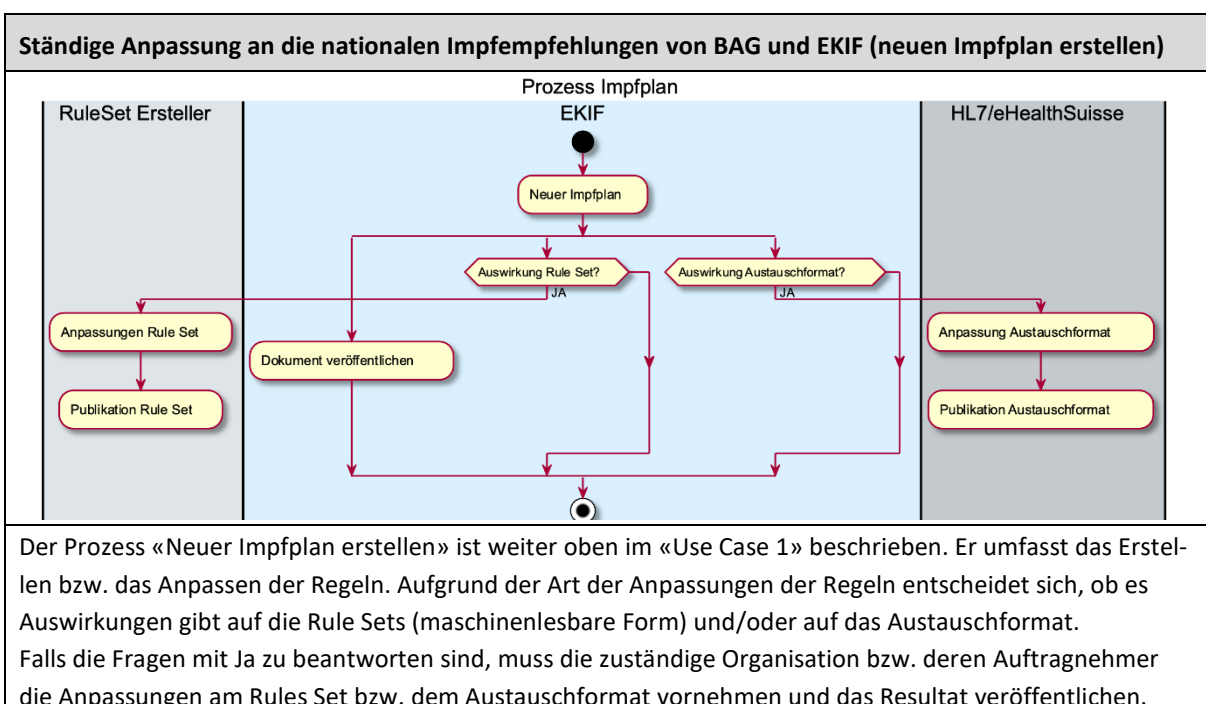 Ständige Anpassung an die nationalen Impfempfehlungen von BAG und EKIF (neuen Impfplan erstellen)
Prozess Impfplan
RuleSet Ersteller
EKIF
HL7/eHealthSuisse
Neuer Impfplan
Auswirkung Rule Set?
Auswirkung Austauschformat?
JA
JA
Anpassungen Rule Set
Anpassung Austauschformat
Dokument veröffentlichen
Publikation Rule Set
Publikation Austauschformat
Der Prozess «Neuer Impfplan erstellen» ist weiter oben im «Use Case 1» beschrieben. Er umfasst das Erstel-
len bzw. das Anpassen der Regeln. Aufgrund der Art der Anpassungen der Regeln entscheidet sich, ob es
Auswirkungen gibt auf die Rule Sets (maschinenlesbare Form) und/oder auf das Austauschformat.
Falls die Fragen mit Ja zu beantworten sind, muss die zuständige Organisation bzw. deren Auftragnehmer
die Anpassungen am Rules Set bzw. dem Austauschformat vornehmen und das Resultat veröffentlichen.